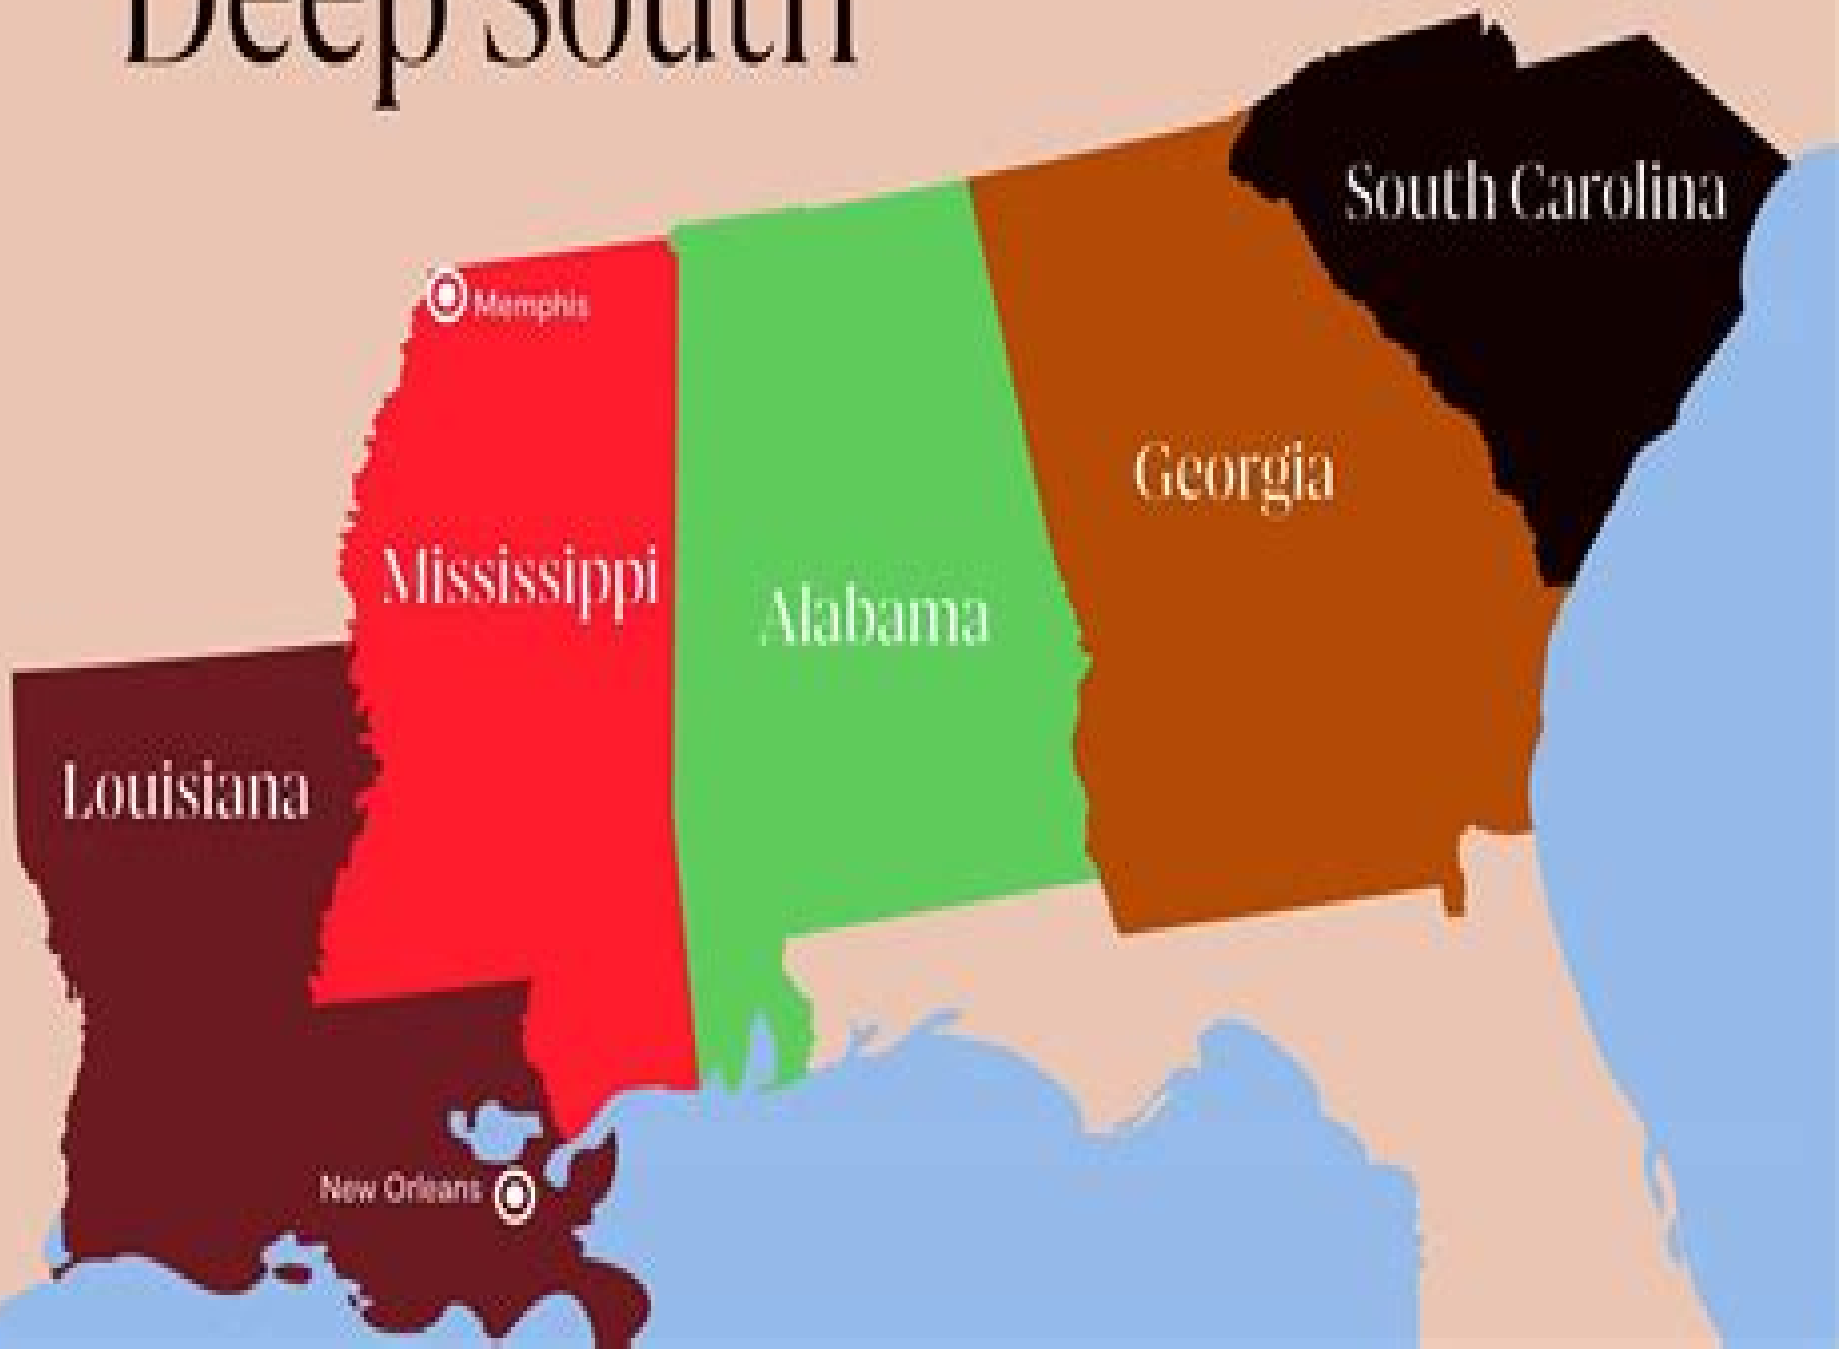 Deep South
South Carolina
Memphis
Georgia
Mississippi
Alabama
Louisiana
New Orleans